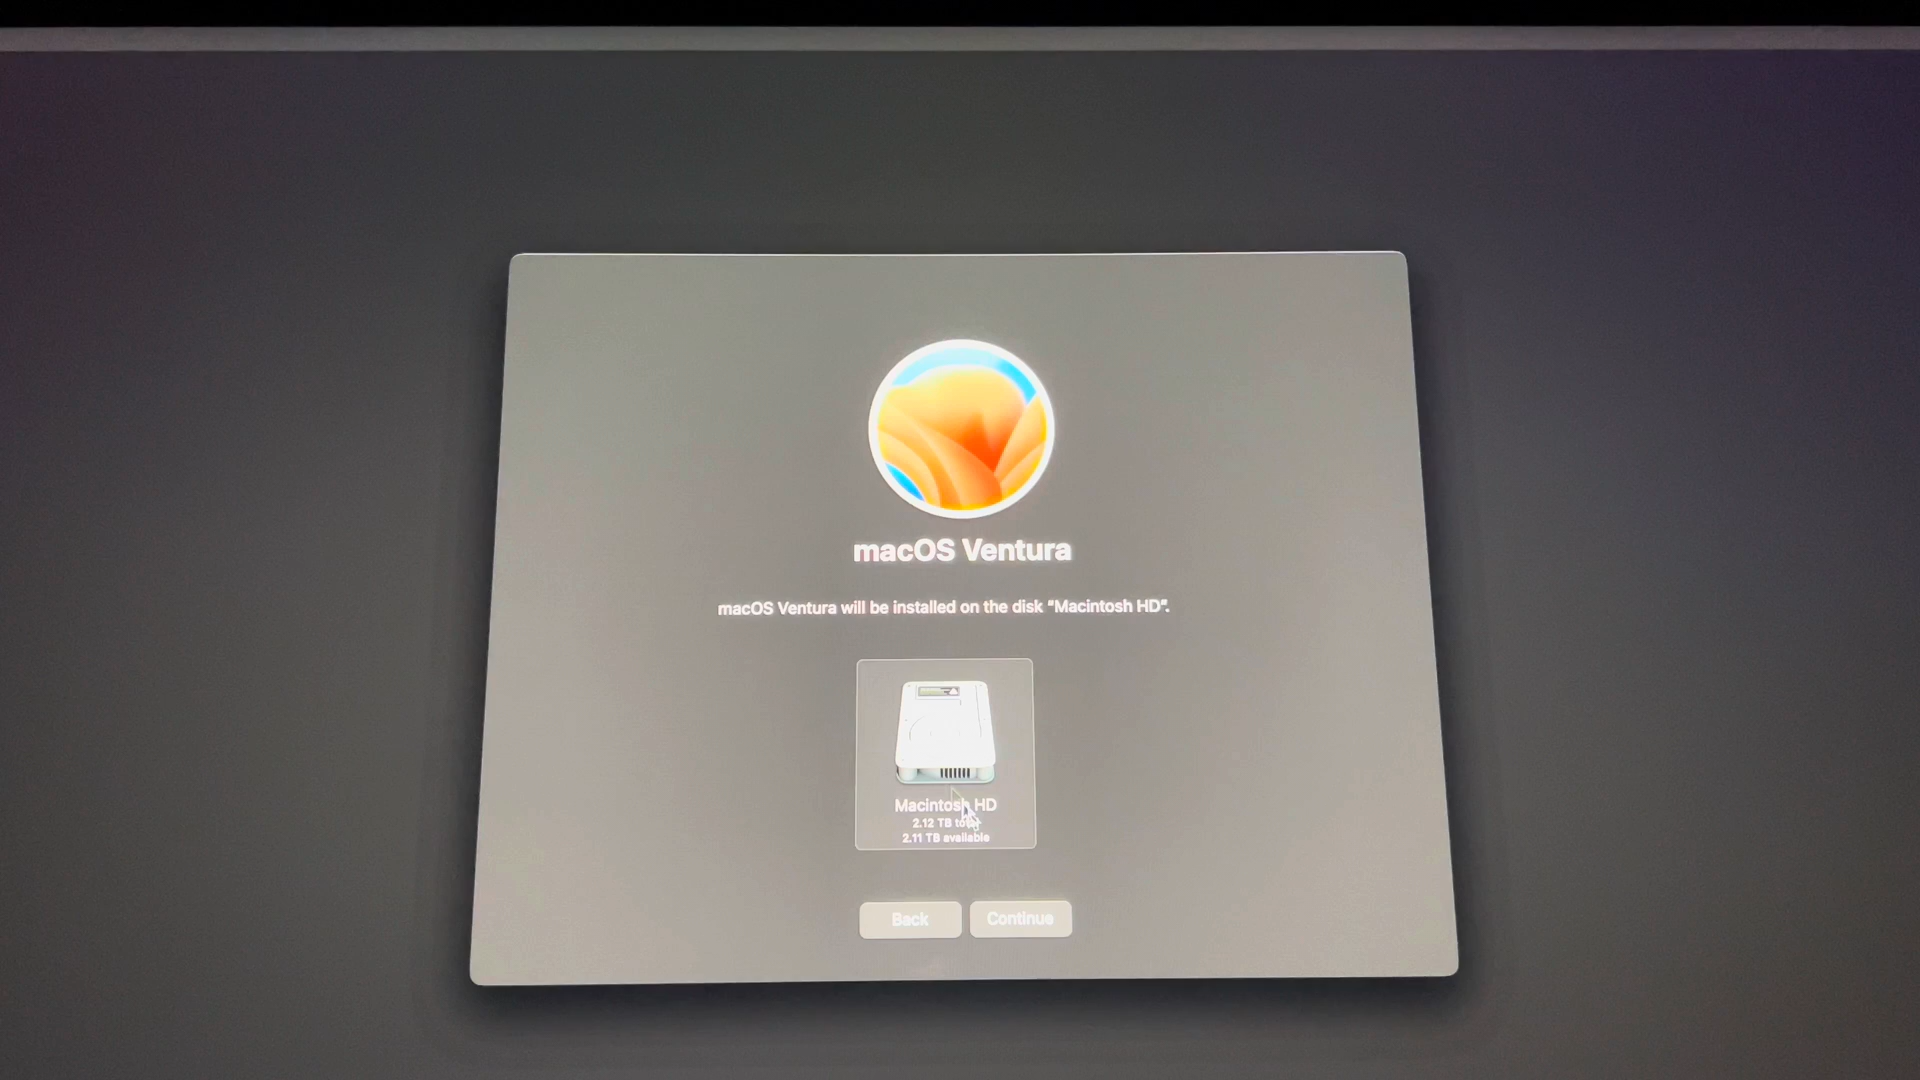 macOS Ventura
macOS Ventura will be installed on the disk “Macintosh HD”.
Macintosh HD
2.12 TB total
2.11 TB available
Back
Continue